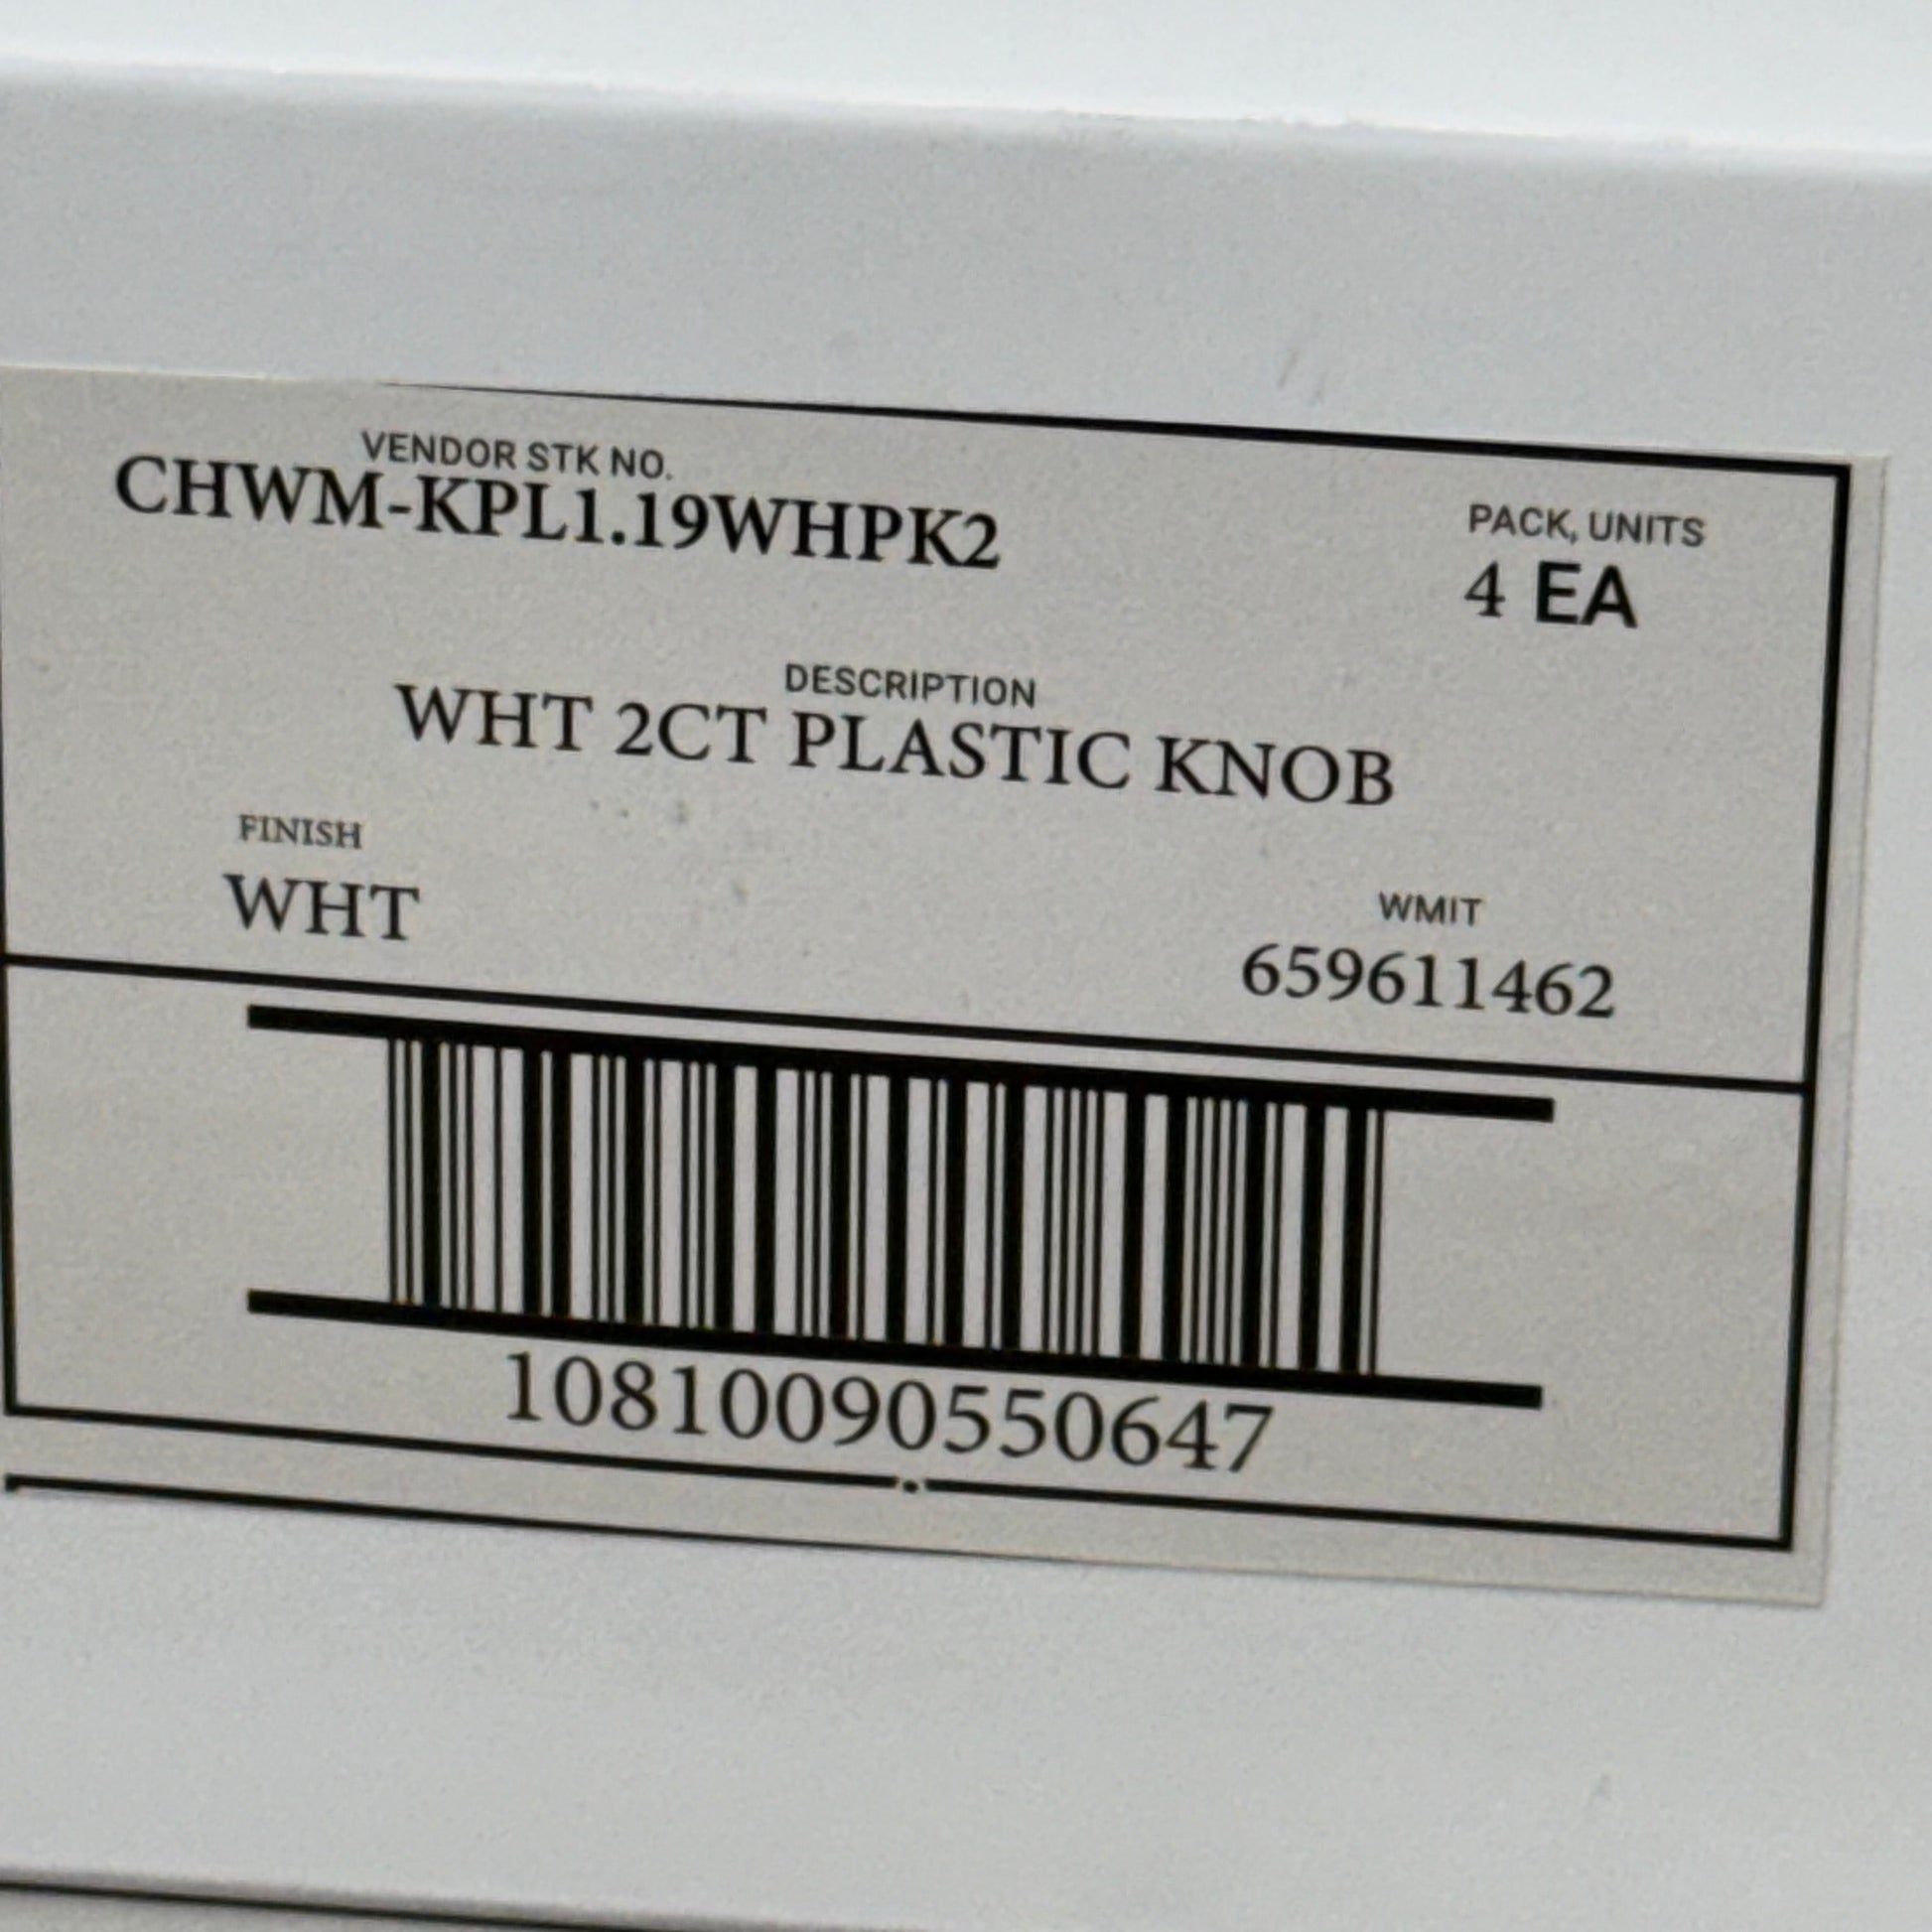 VENDOR STK NO.
CHWM-KPL1.19WHPK2
PACK, UNITS
4 EA
DESCRIPTION
WHT 2CT PLASTIC KNOB
FINISH
WHT
WMIT
659611462
10810090550647